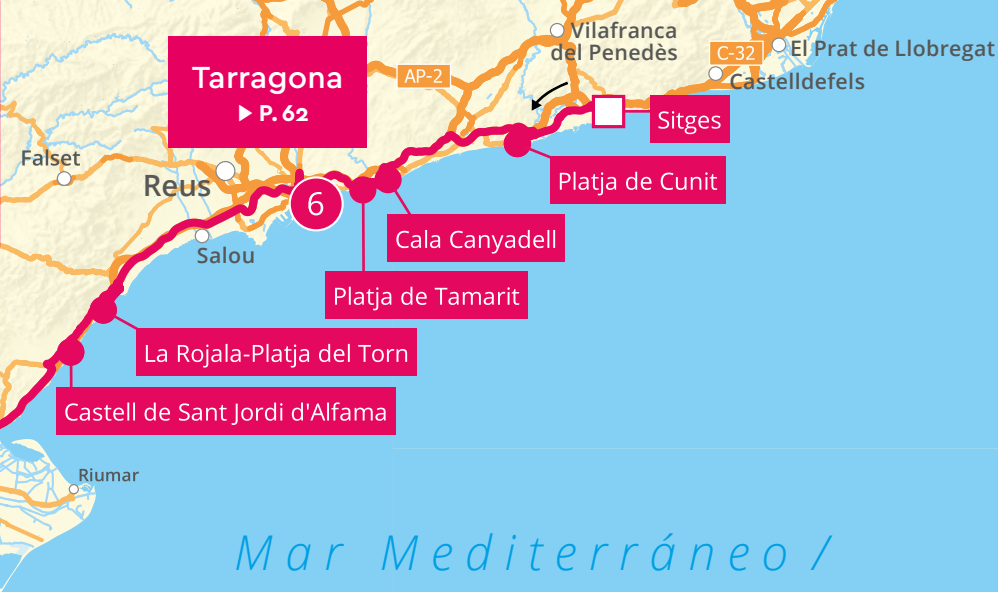 Vilafranca
del Penedès
C-32
El Prat de Llobregat
Castelldefels
AP-2
Tarragona
▶ P. 62
Sitges
Falset
Platja de Cunit
Reus
6
Cala Canyadell
Salou
Platja de Tamarit
La Rojala-Platja del Torn
Castell de Sant Jordi d'Alfama
Riumar
Mar Mediterráneo /